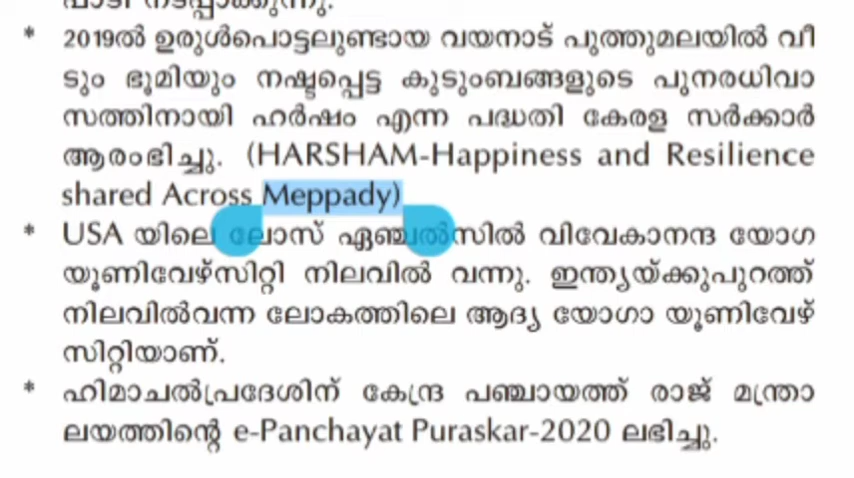 പാടി നടപ്പാക്കുന്നു.
* 2019ൽ ഉരുൾപൊട്ടലുണ്ടായ വയനാട് പുത്തുമലയിൽ വീ
ടും ഭൂമിയും നഷ്ടപ്പെട്ട കുടുംബങ്ങളുടെ പുനരധിവാ
സത്തിനായി ഹർഷം എന്ന പദ്ധതി കേരള സർക്കാർ
ആരംഭിച്ചു. (HARSHAM-Happiness and Resilience
shared Across Meppady)
* USA യിലെ ലോസ് ഏഞ്ചൽസിൽ വിവേകാനന്ദ യോഗ
യൂണിവേഴ്സിറ്റി നിലവിൽ വന്നു. ഇന്ത്യയ്ക്കുപുറത്ത്
നിലവിൽവന്ന ലോകത്തിലെ ആദ്യ യോഗാ യൂണിവേഴ്
സിറ്റിയാണ്.
* ഹിമാചൽപ്രദേശിന് കേന്ദ്ര പഞ്ചായത്ത് രാജ് മന്ത്രാ
ലയത്തിന്റെ e-Panchayat Puraskar-2020 ലഭിച്ചു.